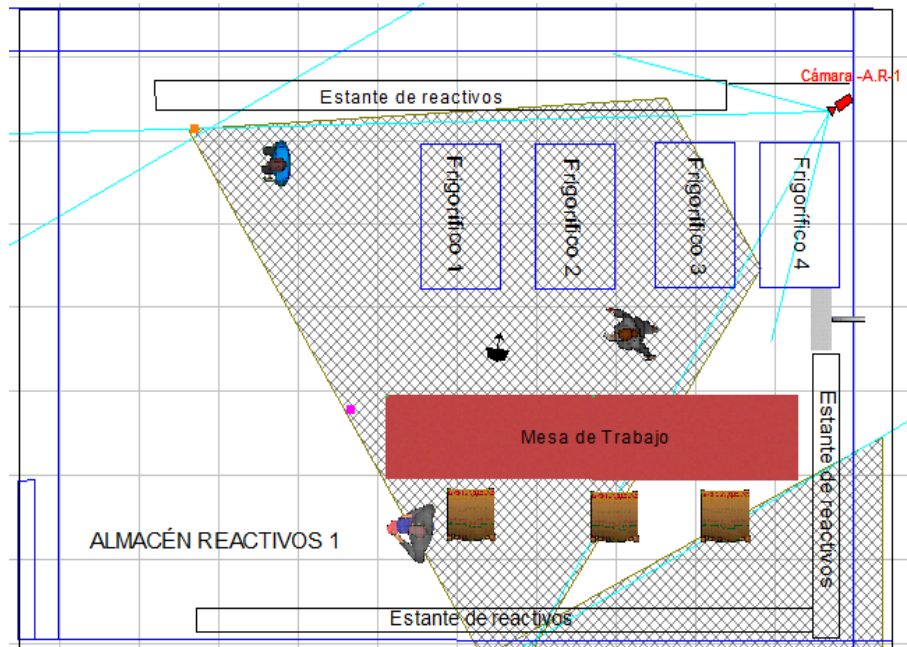 Cámara -A.R-1
Estante de reactivos
Frigorífico 1
Frigorífico 2
Frigorífico 3
Frigorífico 4
Mesa de Trabajo
Estante de reactivos
ALMACÉN REACTIVOS 1
Estante de reactivos